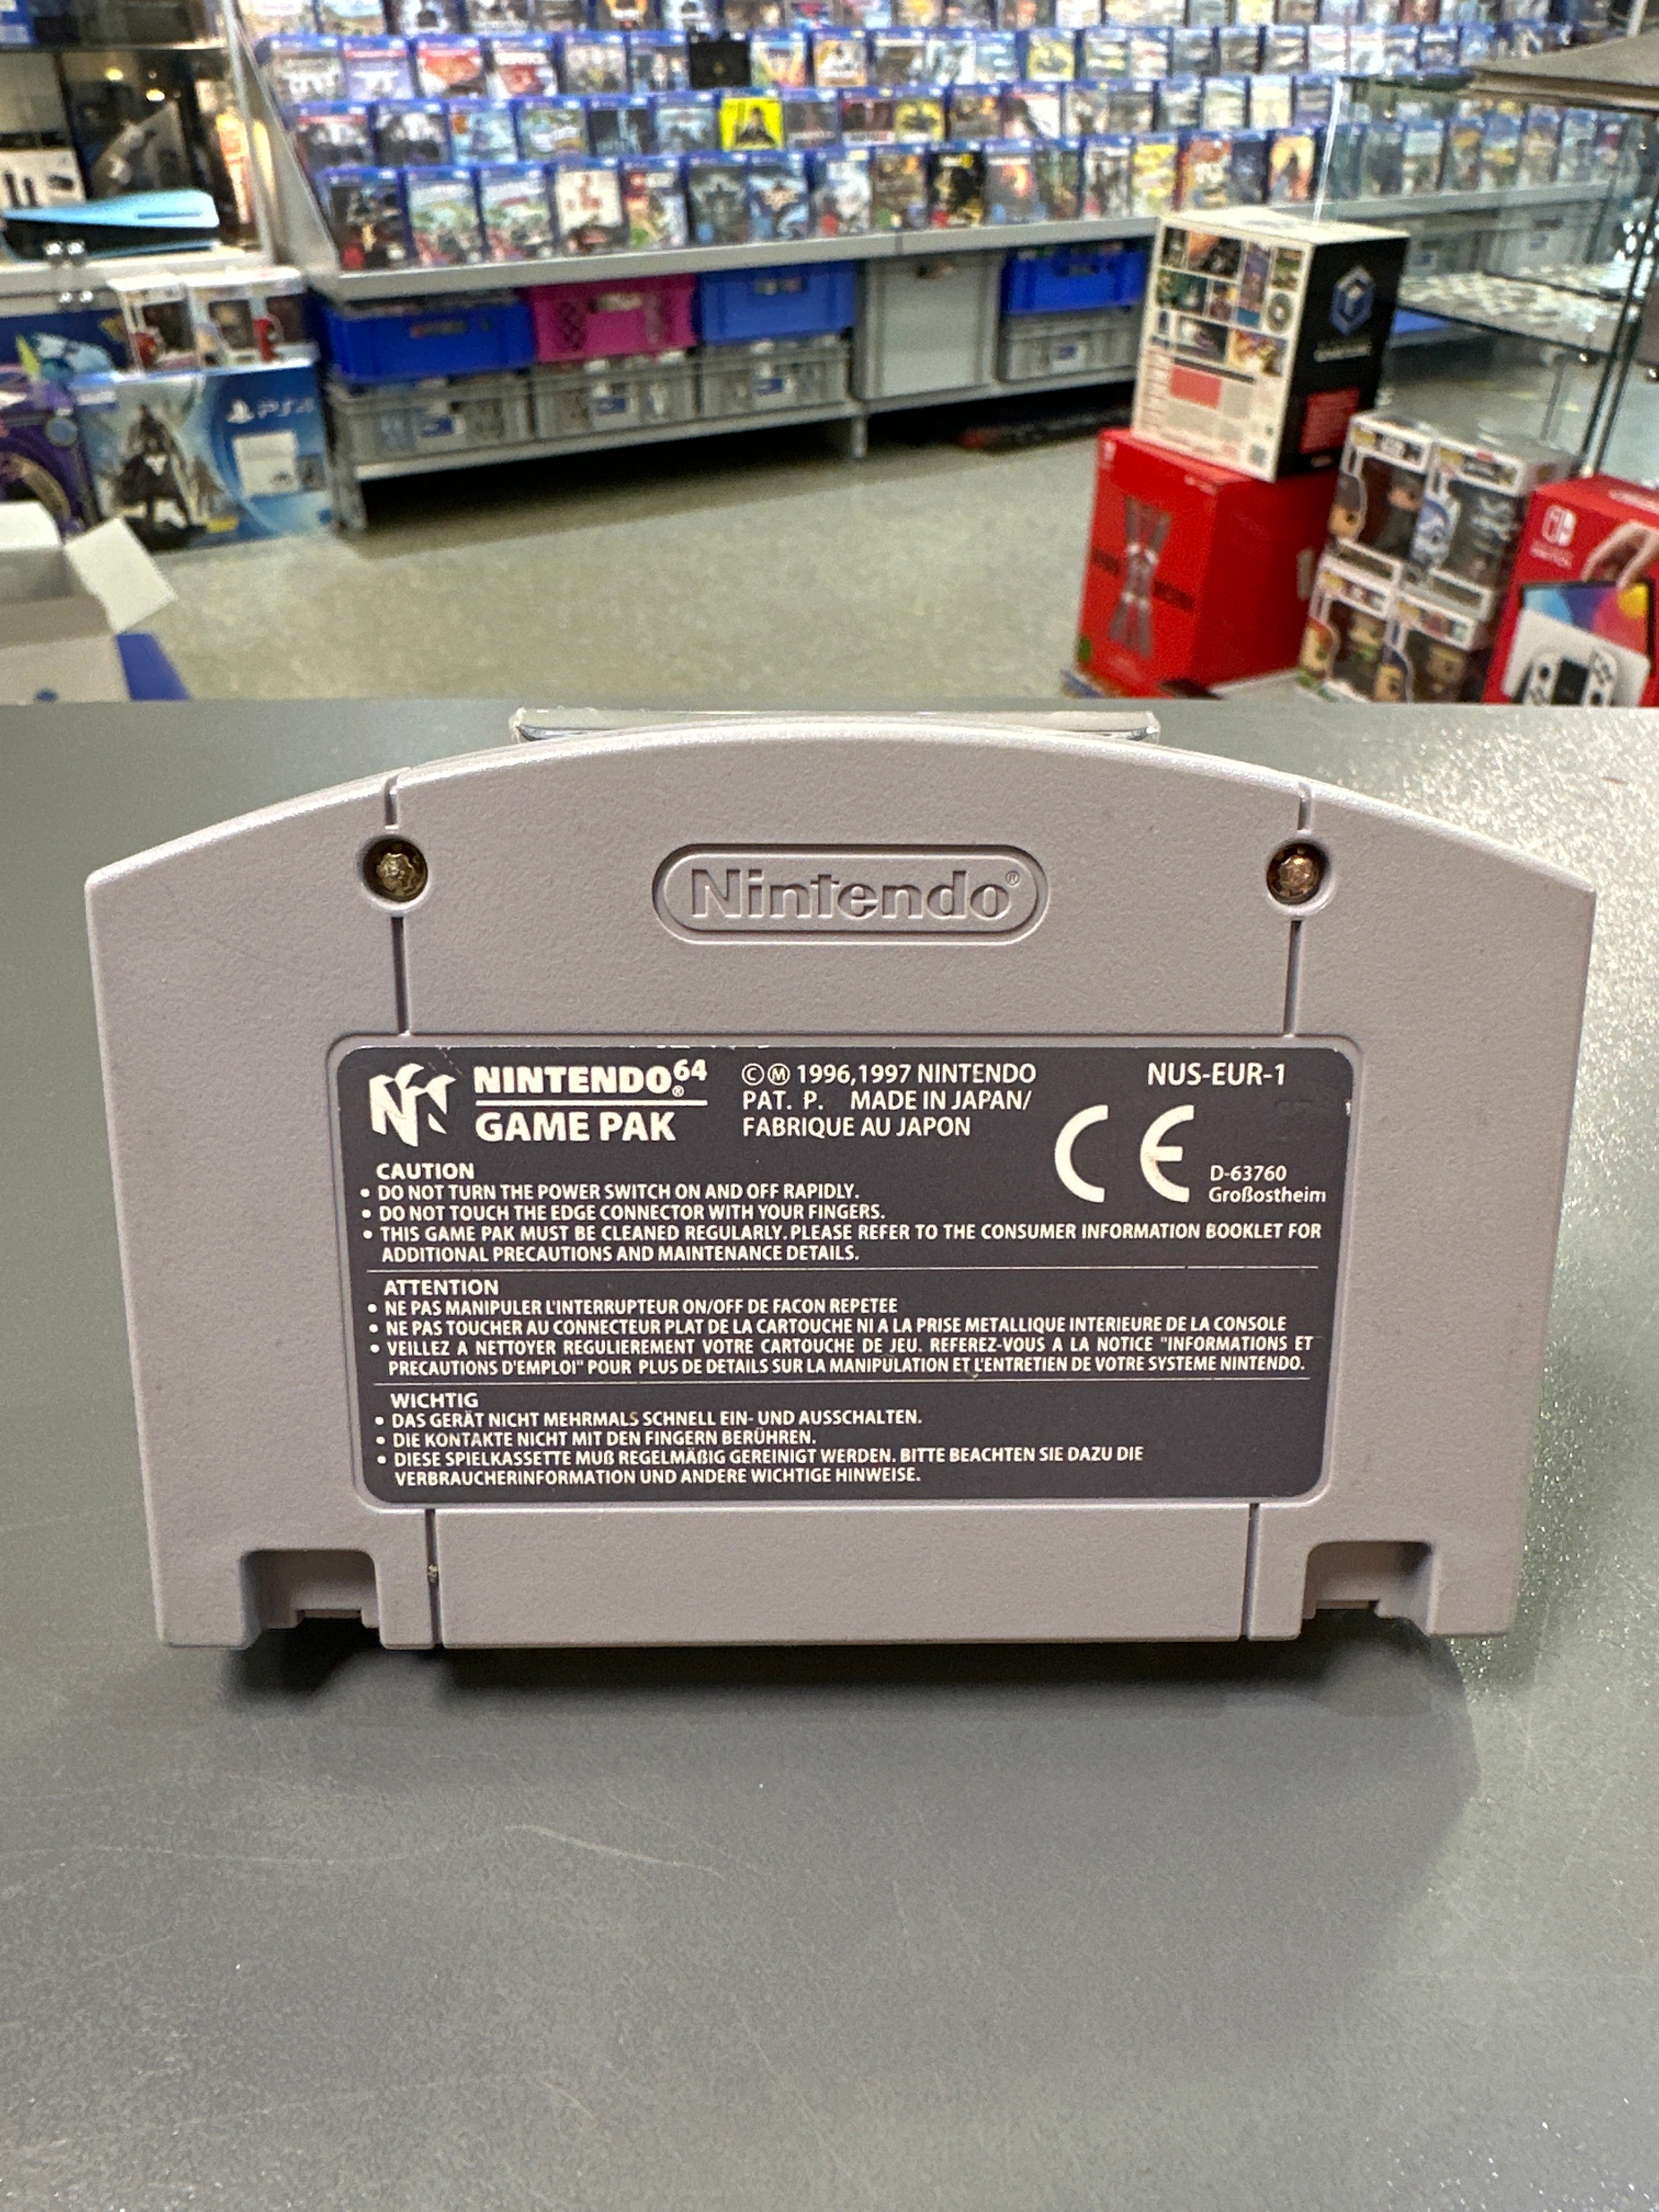 PS4
Nintendo®
NINTENDO64®
GAME PAK
©Ⓜ 1996,1997 NINTENDO
PAT. P. MADE IN JAPAN/
FABRIQUE AU JAPON
NUS-EUR-1
CE
D-63760
Großostheim
CAUTION
• DO NOT TURN THE POWER SWITCH ON AND OFF RAPIDLY.
• DO NOT TOUCH THE EDGE CONNECTOR WITH YOUR FINGERS.
• THIS GAME PAK MUST BE CLEANED REGULARLY. PLEASE REFER TO THE CONSUMER INFORMATION BOOKLET FOR
ADDITIONAL PRECAUTIONS AND MAINTENANCE DETAILS.
ATTENTION
• NE PAS MANIPULER L'INTERRUPTEUR ON/OFF DE FACON REPETEE
• NE PAS TOUCHER AU CONNECTEUR PLAT DE LA CARTOUCHE NI A LA PRISE METALLIQUE INTERIEURE DE LA CONSOLE
• VEILLEZ A NETTOYER REGULIEREMENT VOTRE CARTOUCHE DE JEU. REFEREZ-VOUS A LA NOTICE "INFORMATIONS ET
PRECAUTIONS D'EMPLOI" POUR PLUS DE DETAILS SUR LA MANIPULATION ET L'ENTRETIEN DE VOTRE SYSTEME NINTENDO.
WICHTIG
• DAS GERÄT NICHT MEHRMALS SCHNELL EIN- UND AUSSCHALTEN.
• DIE KONTAKTE NICHT MIT DEN FINGERN BERÜHREN.
• DIESE SPIELKASSETTE MUß REGELMÄßIG GEREINIGT WERDEN. BITTE BEACHTEN SIE DAZU DIE
VERBRAUCHERINFORMATION UND ANDERE WICHTIGE HINWEISE.